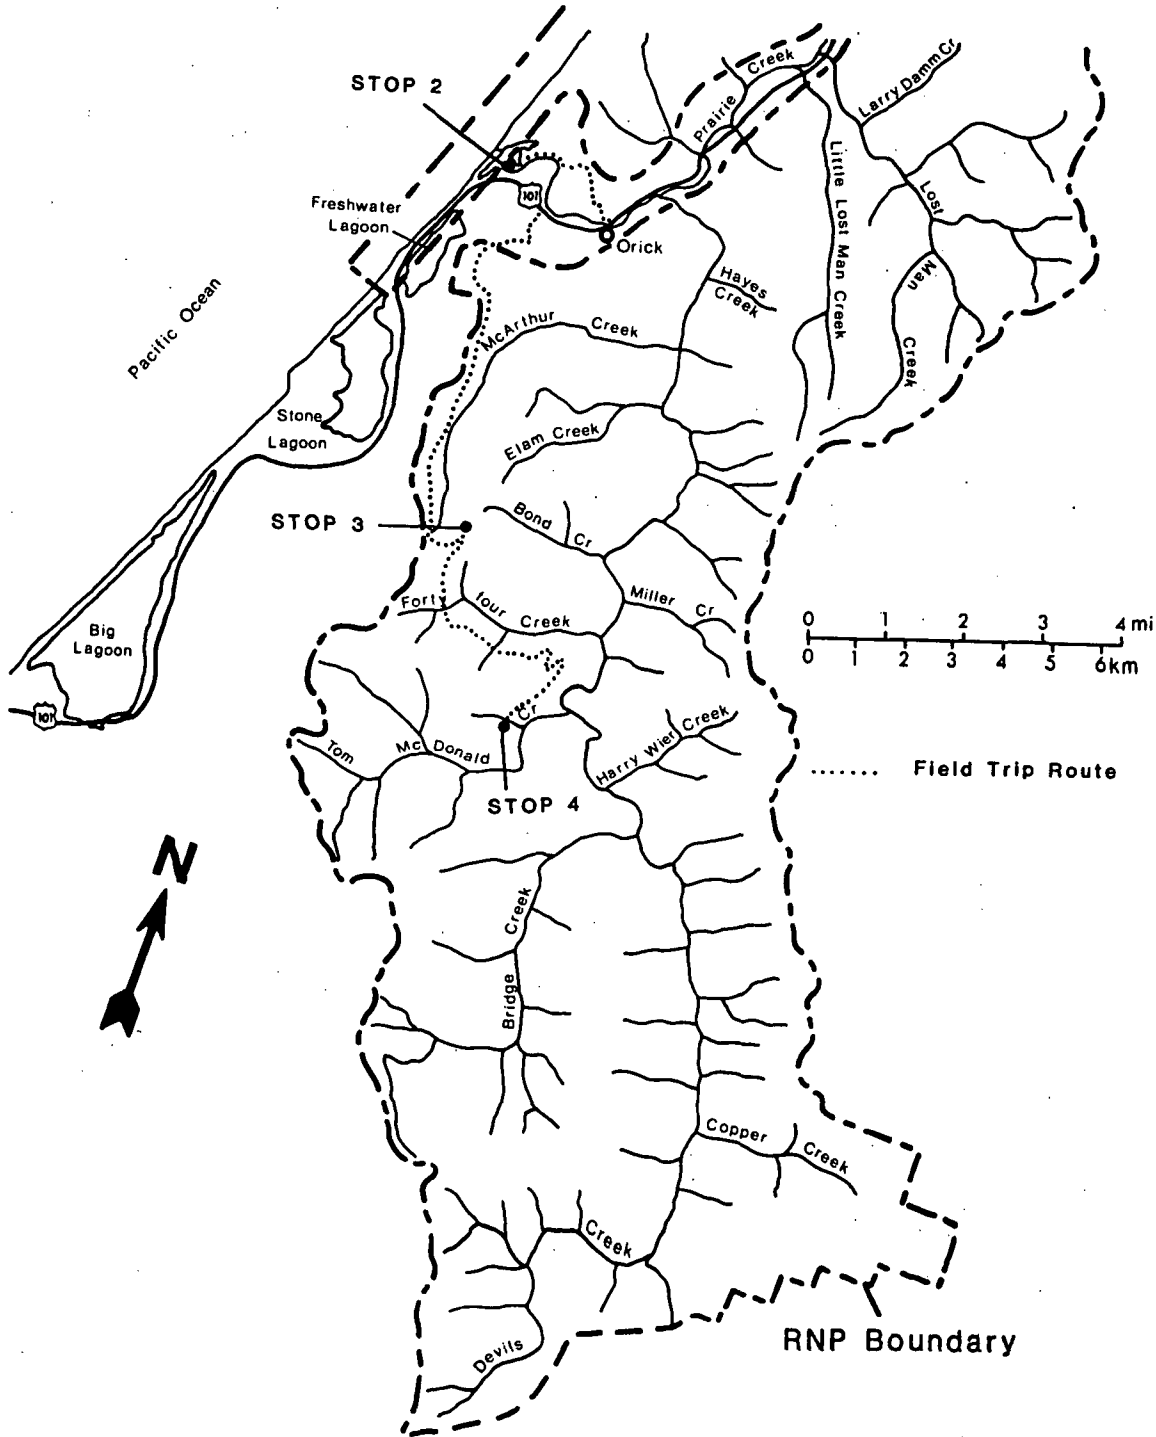 STOP 2
Prairie
Creek
Larry Damm Cr
101
Freshwater
Lagoon
Orick
Little Lost Man Creek
Lost
Man
Creek
Hayes
Creek
Pacific Ocean
McArthur
Creek
Stone
Lagoon
Elam Creek
STOP 3
Bond
Cr
Forty
four
Creek
Miller
Cr
0 1 2 3 4 mi
0 1 2 3 4 5 6km
Big
Lagoon
101
Cr
Tom
Mc Donald
Harry Wier Creek
....... Field Trip Route
STOP 4
N
Creek
Bridge
Copper
Creek
Creek
Devils
RNP Boundary